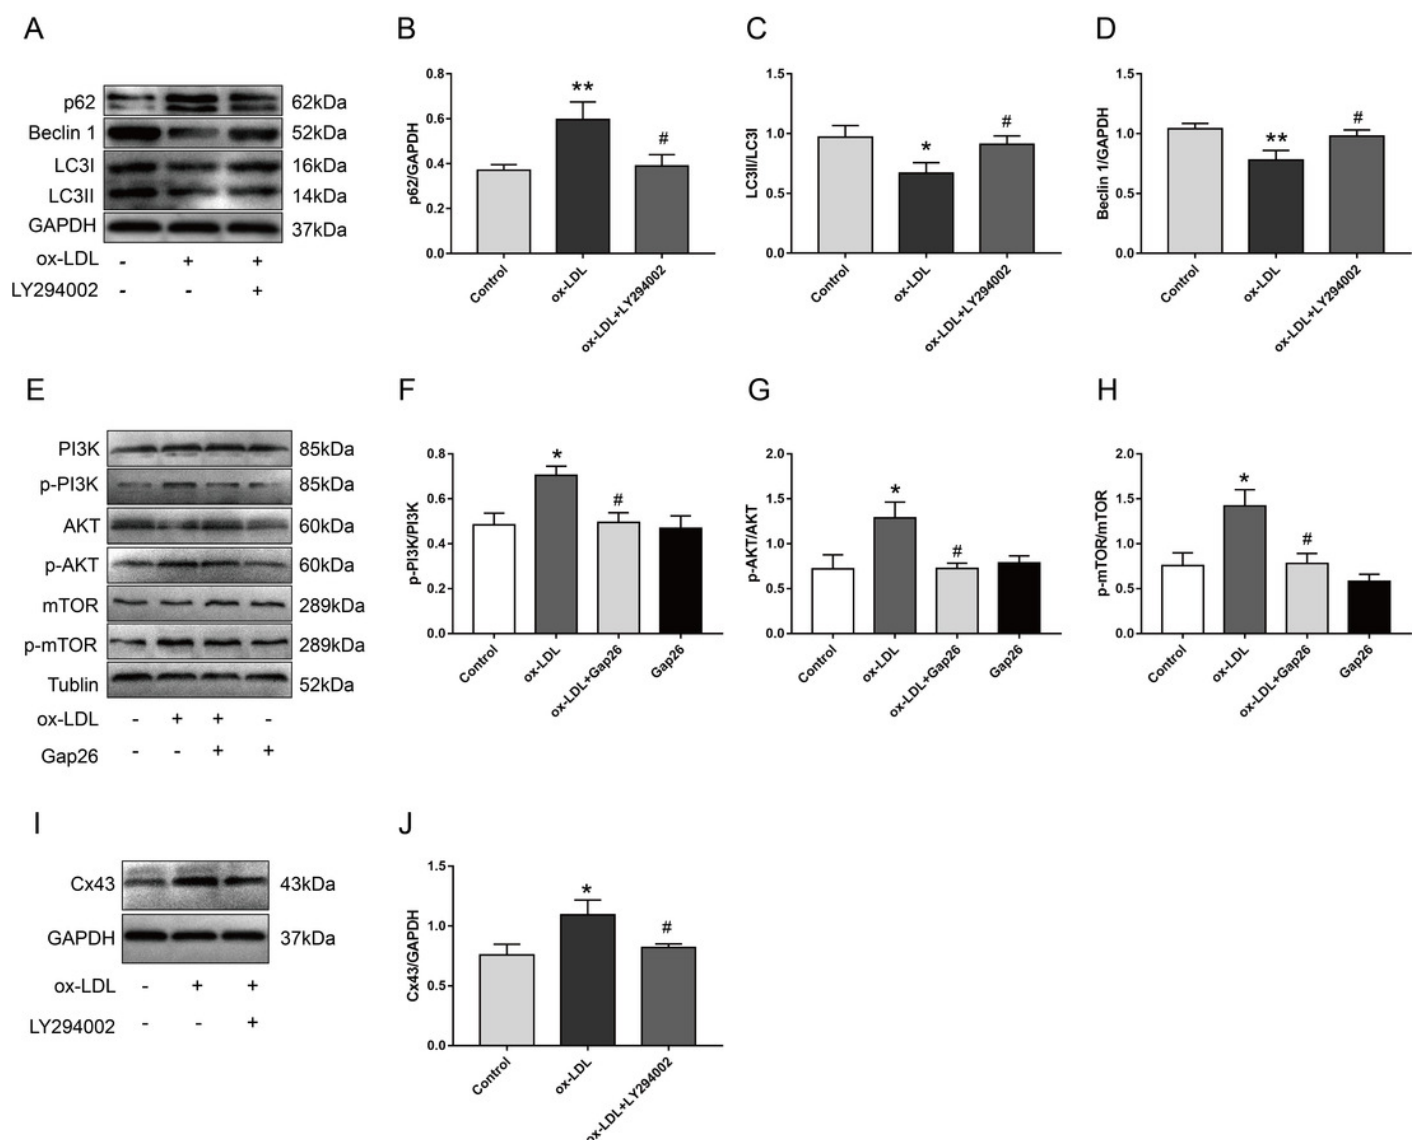 A
p62 62kDa
Beclin 1 52kDa
LC3I 16kDa
LC3II 14kDa
GAPDH 37kDa
ox-LDL - + +
LY294002 - - +
B
p62/GAPDH
0.8
0.6
0.4
0.2
0.0
**
#
Control
ox-LDL
ox-LDL+LY294002
C
LC3II/LC3I
1.5
1.0
0.5
0.0
*
#
Control
ox-LDL
ox-LDL+LY294002
D
Beclin 1/GAPDH
1.5
1.0
0.5
0.0
**
#
Control
ox-LDL
ox-LDL+LY294002
E
PI3K 85kDa
p-PI3K 85kDa
AKT 60kDa
p-AKT 60kDa
mTOR 289kDa
p-mTOR 289kDa
Tublin 52kDa
ox-LDL - + + -
Gap26 - - + +
F
p-PI3K/PI3K
0.8
0.6
0.4
0.2
0.0
*
#
Control
ox-LDL
ox-LDL+Gap26
Gap26
G
p-AKT/AKT
2.0
1.5
1.0
0.5
0.0
*
#
Control
ox-LDL
ox-LDL+Gap26
Gap26
H
p-mTOR/mTOR
2.0
1.5
1.0
0.5
0.0
*
#
Control
ox-LDL
ox-LDL+Gap26
Gap26
I
Cx43 43kDa
GAPDH 37kDa
ox-LDL - + +
LY294002 - - +
J
Cx43/GAPDH
1.5
1.0
0.5
0.0
*
#
Control
ox-LDL
ox-LDL+LY294002